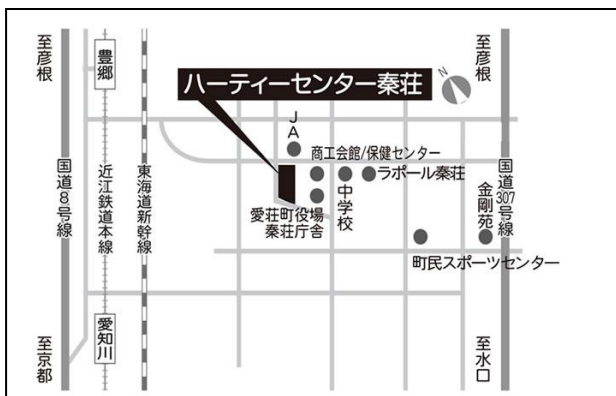 至彦根
豊郷
至彦根
N
ハーティーセンター秦荘
JA
商工会館/保健センター
ラポール秦荘
中学校
国道8号線
近江鉄道本線
東海道新幹線
愛荘町役場
秦荘庁舎
国道307号線
金剛苑
町民スポーツセンター
愛知川
至京都
至水口